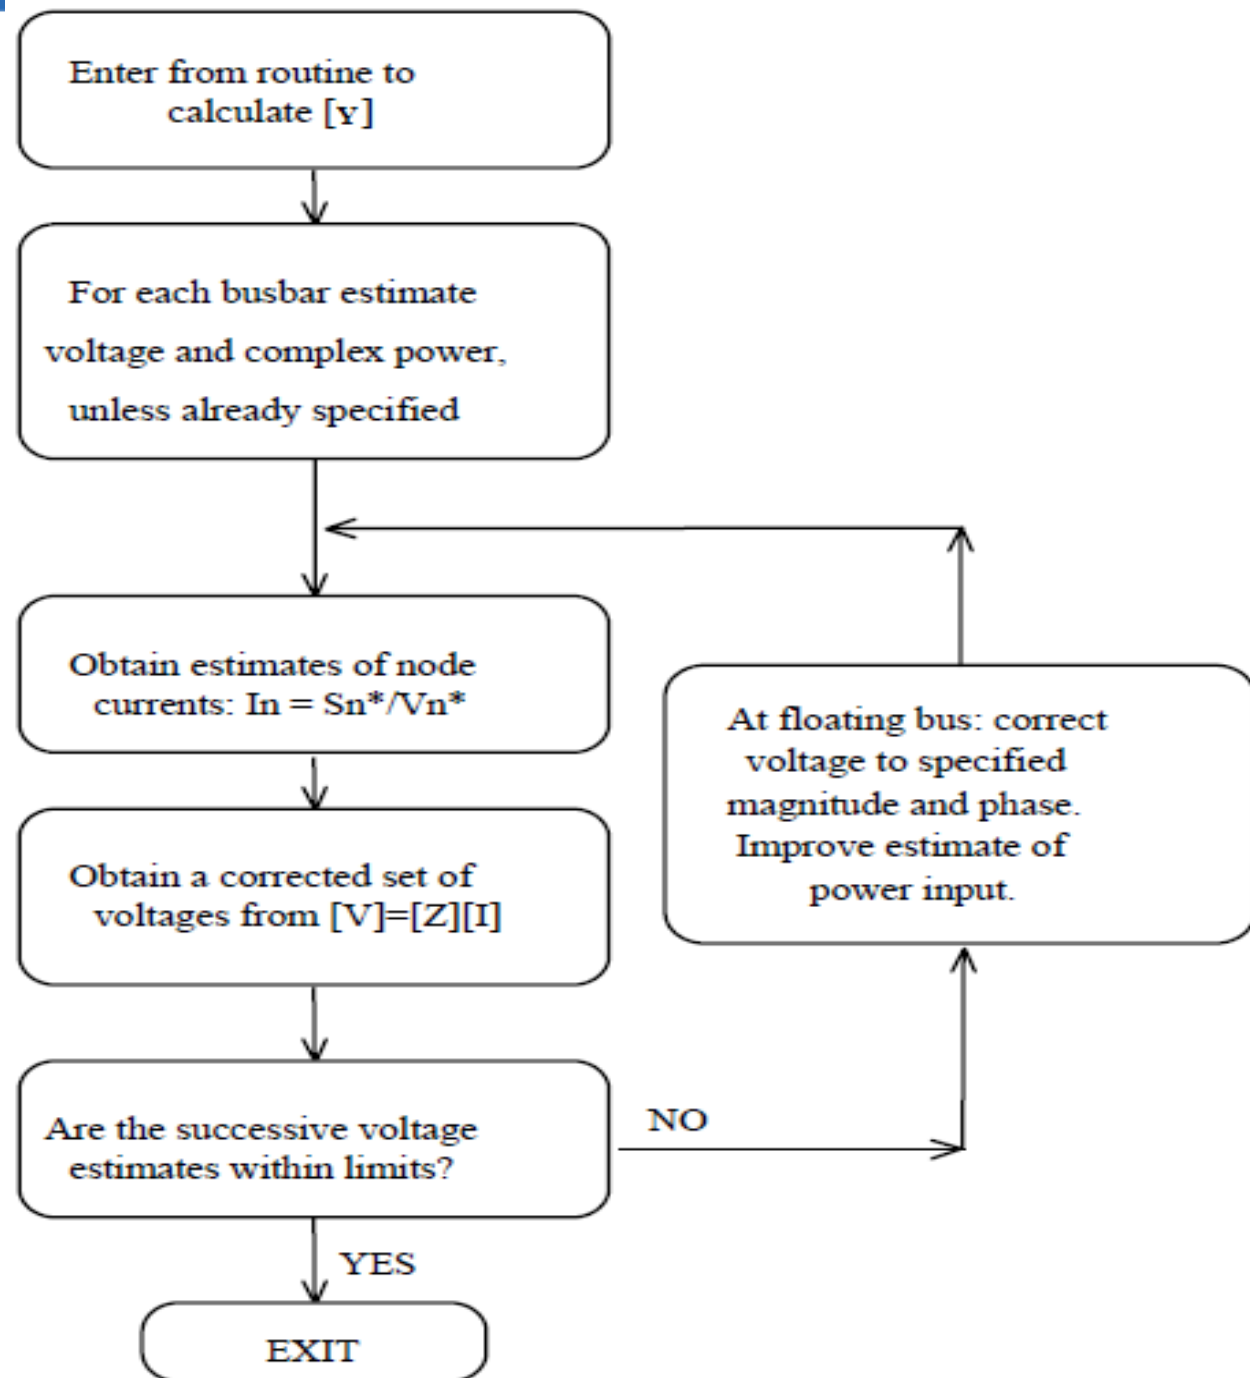 Enter from routine to
calculate [Y]
For each busbar estimate
voltage and complex power,
unless already specified
Obtain estimates of node
currents: In = Sn*/Vn*
Obtain a corrected set of
voltages from [V]=[Z][I]
Are the successive voltage
estimates within limits?
NO
At floating bus: correct
voltage to specified
magnitude and phase.
Improve estimate of
power input.
YES
EXIT